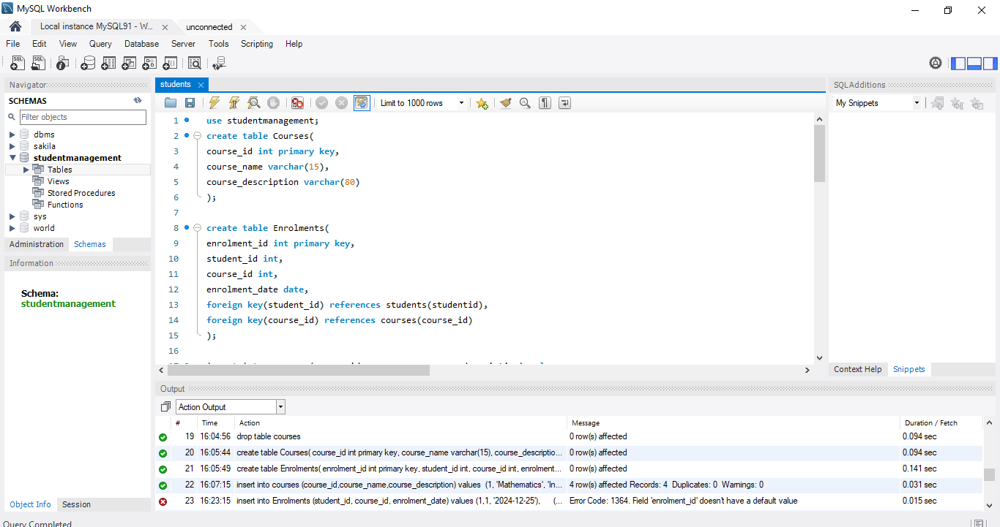 MySQL Workbench
Local instance MySQL91 - W... unconnected
File Edit View Query Database Server Tools Scripting Help
Navigator
SCHEMAS
Filter objects
dbms
sakila
studentmanagement
Tables
Views
Stored Procedures
Functions
sys
world
Administration Schemas
Information
Schema:
studentmanagement
Object Info Session
Query Completed
students
Limit to 1000 rows
1 use studentmanagement;
2 create table Courses(
3 course_id int primary key,
4 course_name varchar(15),
5 course_description varchar(80)
6 );
7
8 create table Enrolments(
9 enrolment_id int primary key,
10 student_id int,
11 course_id int,
12 enrolment_date date,
13 foreign key(student_id) references students(studentid),
14 foreign key(course_id) references courses(course_id)
15 );
16
SQLAdditions
My Snippets
Context Help Snippets
Output
Action Output
# Time Action Message Duration / Fetch
19 16:04:56 drop table courses 0 row(s) affected 0.094 sec
20 16:05:44 create table Courses( course_id int primary key, course_name varchar(15), course_descriptio... 0 row(s) affected 0.094 sec
21 16:05:49 create table Enrolments( enrolment_id int primary key, student_id int, course_id int, enrolment... 0 row(s) affected 0.141 sec
22 16:07:15 insert into courses (course_id,course_name,course_description) values (1, 'Mathematics', 'In... 4 row(s) affected Records: 4 Duplicates: 0 Warnings: 0 0.031 sec
23 16:23:15 insert into Enrolments (student_id, course_id, enrolment_date) values (1,1, '2024-12-25'), (... Error Code: 1364. Field 'enrolment_id' doesn't have a default value 0.015 sec